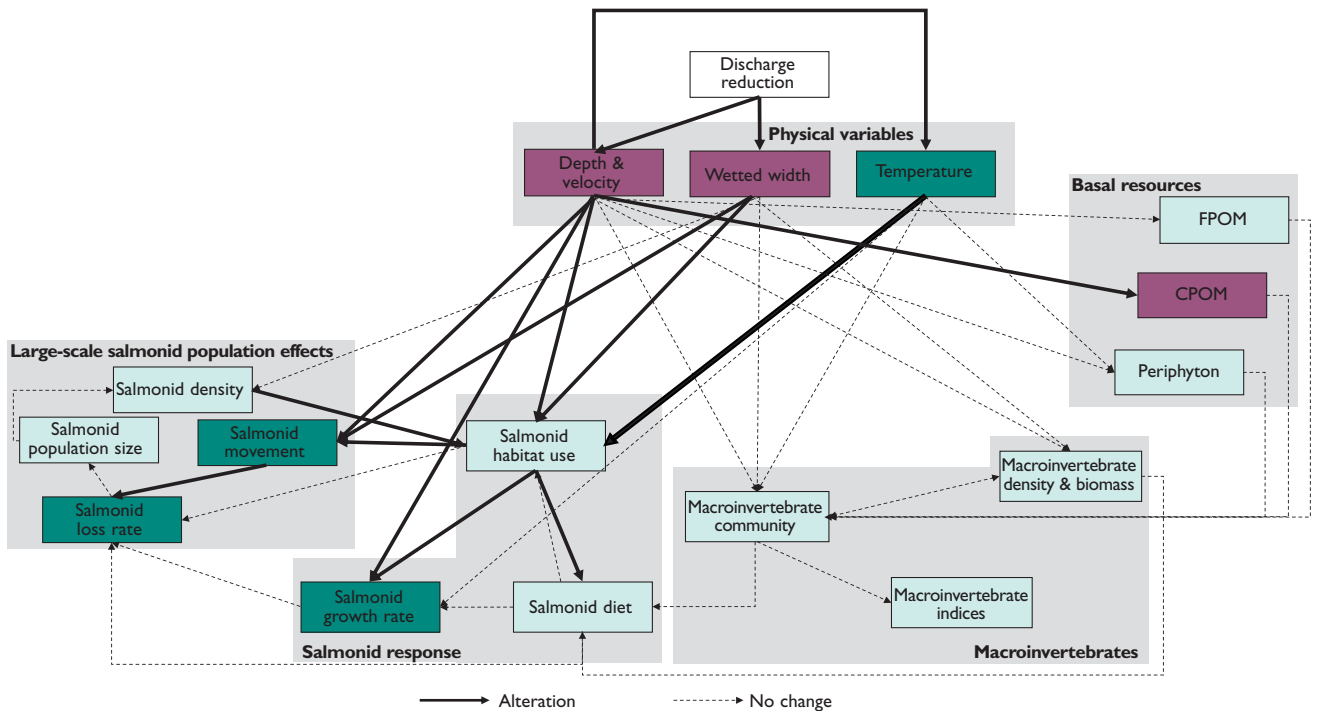 Discharge
reduction
Physical variables
Depth &
velocity
Wetted width
Temperature
Basal resources
FPOM
CPOM
Periphyton
Large-scale salmonid population effects
Salmonid density
Salmonid
population size
Salmonid
movement
Salmonid
loss rate
Salmonid
habitat use
Salmonid
growth rate
Salmonid diet
Salmonid response
Macroinvertebrate
density & biomass
Macroinvertebrate
community
Macroinvertebrate
indices
Macroinvertebrates
Alteration
No change